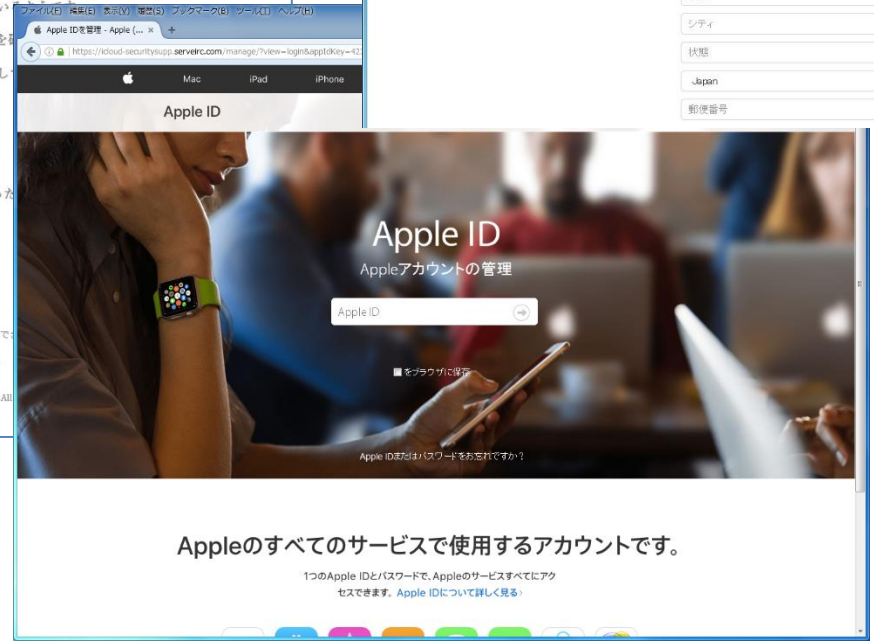 ファイル(F) 編集(E) 表示(V) 履歴(S) ブックマーク(B) ツール(T) ヘルプ(H)
Apple IDを管理 - Apple (... × +
https://icloud-securitysupp.serveirc.com/manage/?view=login&appIdKey=42
Mac iPad iPhone
Apple ID
シティ
状態
Japan
郵便番号
Apple ID
Appleアカウントの管理
Apple ID
をブラウザに保存
Apple IDまたはパスワードをお忘れですか？
All
Appleのすべてのサービスで使用するアカウントです。
1つのApple IDとパスワードで、Appleのサービスすべてにアク
セスできます。 Apple IDについて詳しく見る›